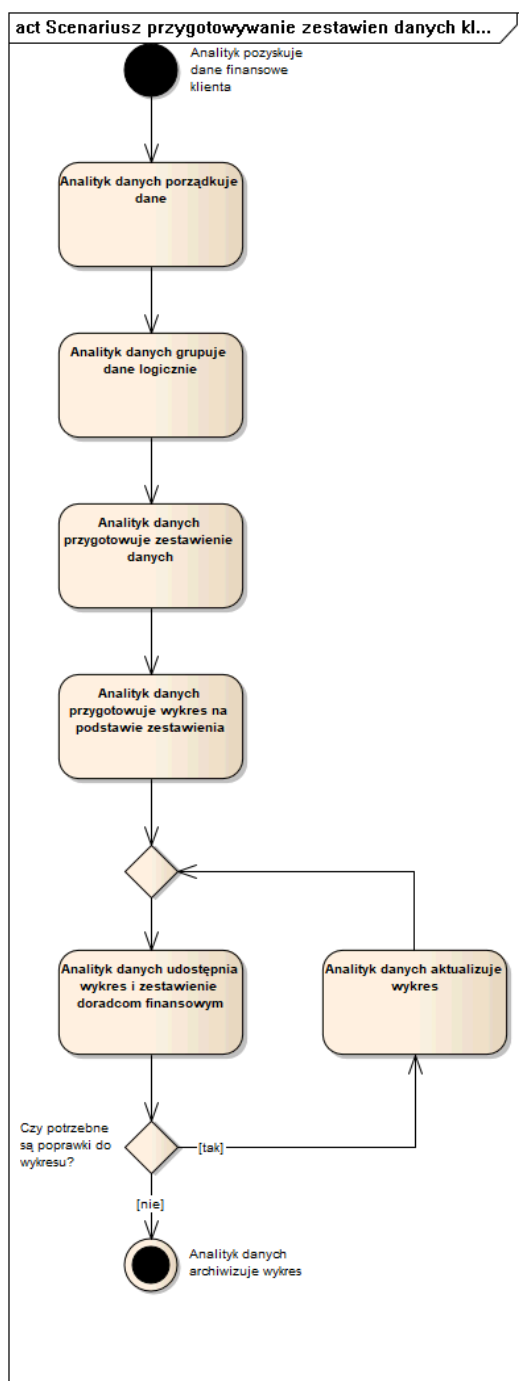 act Scenariusz przygotowywanie zestawien danych kl...
Analityk pozyskuje
dane finansowe
klienta
Analityk danych porządkuje
dane
Analityk danych grupuje
dane logicznie
Analityk danych
przygotowuje zestawienie
danych
Analityk danych
przygotowuje wykres na
podstawie zestawienia
Analityk danych udostępnia
wykres i zestawienie
doradcom finansowym
Analityk danych aktualizuje
wykres
Czy potrzebne
są poprawki do
wykresu?
[tak]
[nie]
Analityk danych
archiwizuje wykres